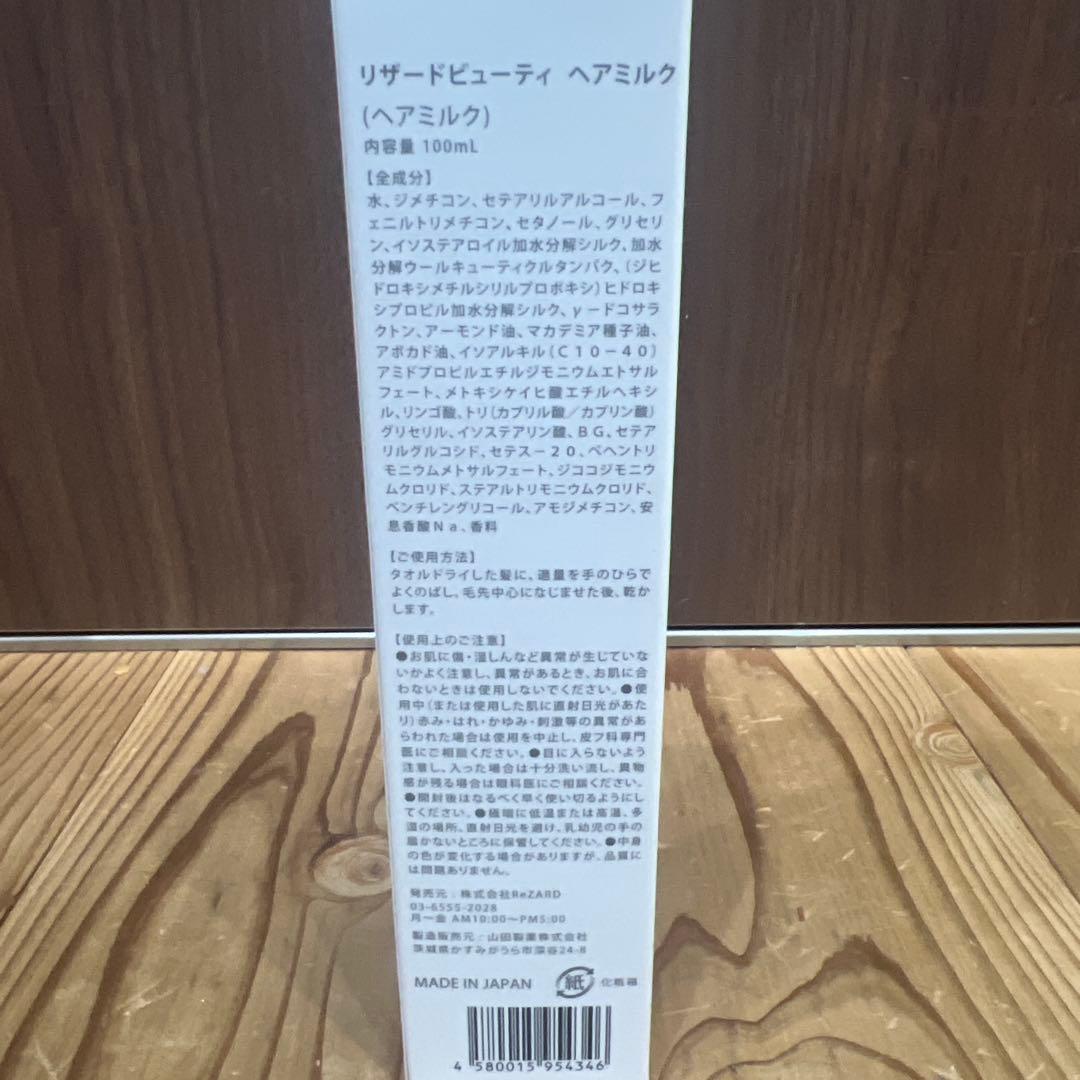 リザードビューティ ヘアミルク
(ヘアミルク)
内容量 100mL
【全成分】
水、ジメチコン、セテアリルアルコール、フ
ェニルトリメチコン、セタノール、グリセリ
ン、イソステアロイル加水分解シルク、加水
分解ウールキューティクルタンパク、(ジヒ
ドロキシメチルシリルプロポキシ)ヒドロキ
シプロピル加水分解シルク、γードコサラ
クトン、アーモンド油、マカデミア種子油、
アボカド油、イソアルキル(C10−40)
アミドプロピルエチルジモニウムエトサル
フェート、メトキシケイヒ酸エチルヘキシ
ル、リンゴ酸、トリ(カプリル酸/カプリン酸)
グリセリル、イソステアリン酸、BG、セテア
リルグルコシド、セテス−20、ベヘントリ
モニウムメトサルフェート、ジココジモニウ
ムクロリド、ステアルトリモニウムクロリド、
ペンチレングリコール、アモジメチコン、安
息香酸Na、香料
【ご使用方法】
タオルドライした髪に、適量を手のひらで
よくのばし、毛先中心になじませた後、乾か
します。
【使用上のご注意】
●お肌に傷・湿しんなど異常が生じていな
いかよく注意し、異常があるとき、お肌に合
わないときは使用しないでください。●使
用中(または使用した肌に直射日光があた
り)赤み・はれ・かゆみ・刺激等の異常があ
らわれた場合は使用を中止し、皮フ科専門
医にご相談ください。●目に入らないよう
注意し、入った場合は十分洗い流し、異物
感が残る場合は眼科医にご相談ください。
●開封後はなるべく早く使い切るようにし
てください。●極端に低温または高温、多
湿の場所、直射日光を避け、乳幼児の手の
届かないところに保管してください。●中身
の色が変化する場合がありますが、品質に
は問題ありません。
発売元:株式会社ReZARD
03-6555-2028
月〜金 AM10:00〜PM5:00
製造販売元:山田製薬株式会社
茨城県かすみがうら市深谷24-8
MADE IN JAPAN 紙 化粧箱
4 580015 954346